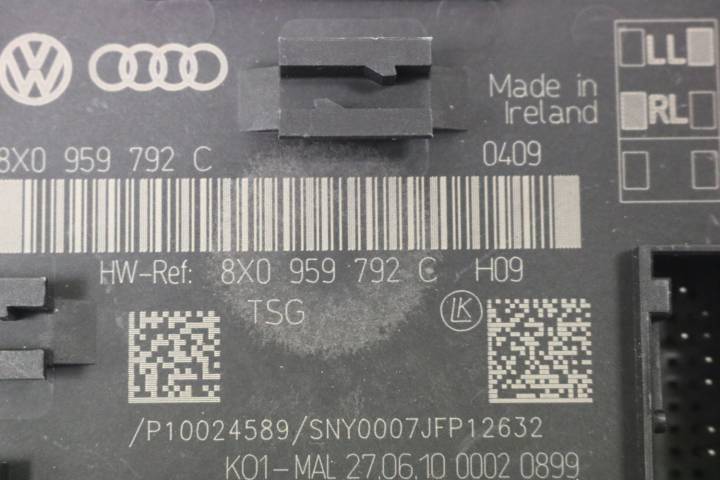 Made in
Ireland
LL
RL
8X0 959 792 C 0409
HW-Ref: 8X0 959 792 C H09
TSG
LK
/P10024589/SNY0007JFP12632
K01-MAL 27.06.10 0002 0899